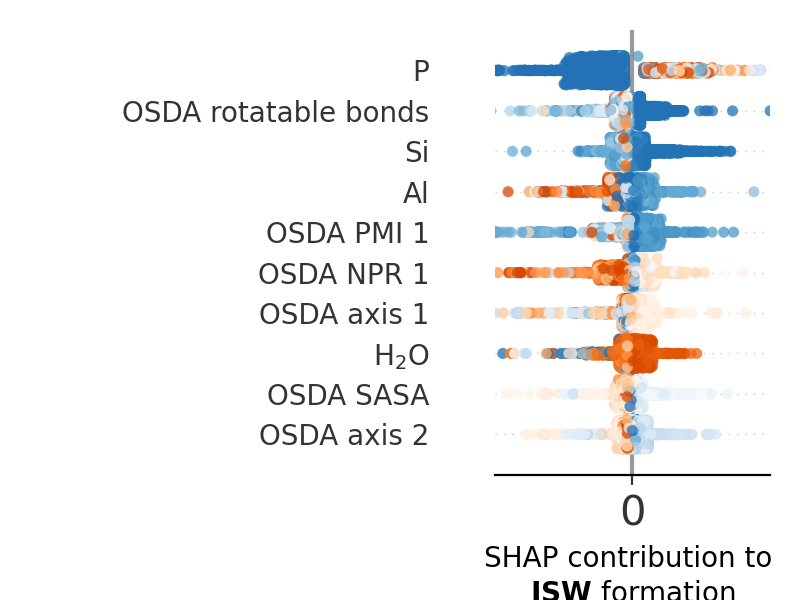 P
OSDA rotatable bonds
Si
Al
OSDA PMI 1
OSDA NPR 1
OSDA axis 1
H₂O
OSDA SASA
OSDA axis 2
0
SHAP contribution to
ISW formation